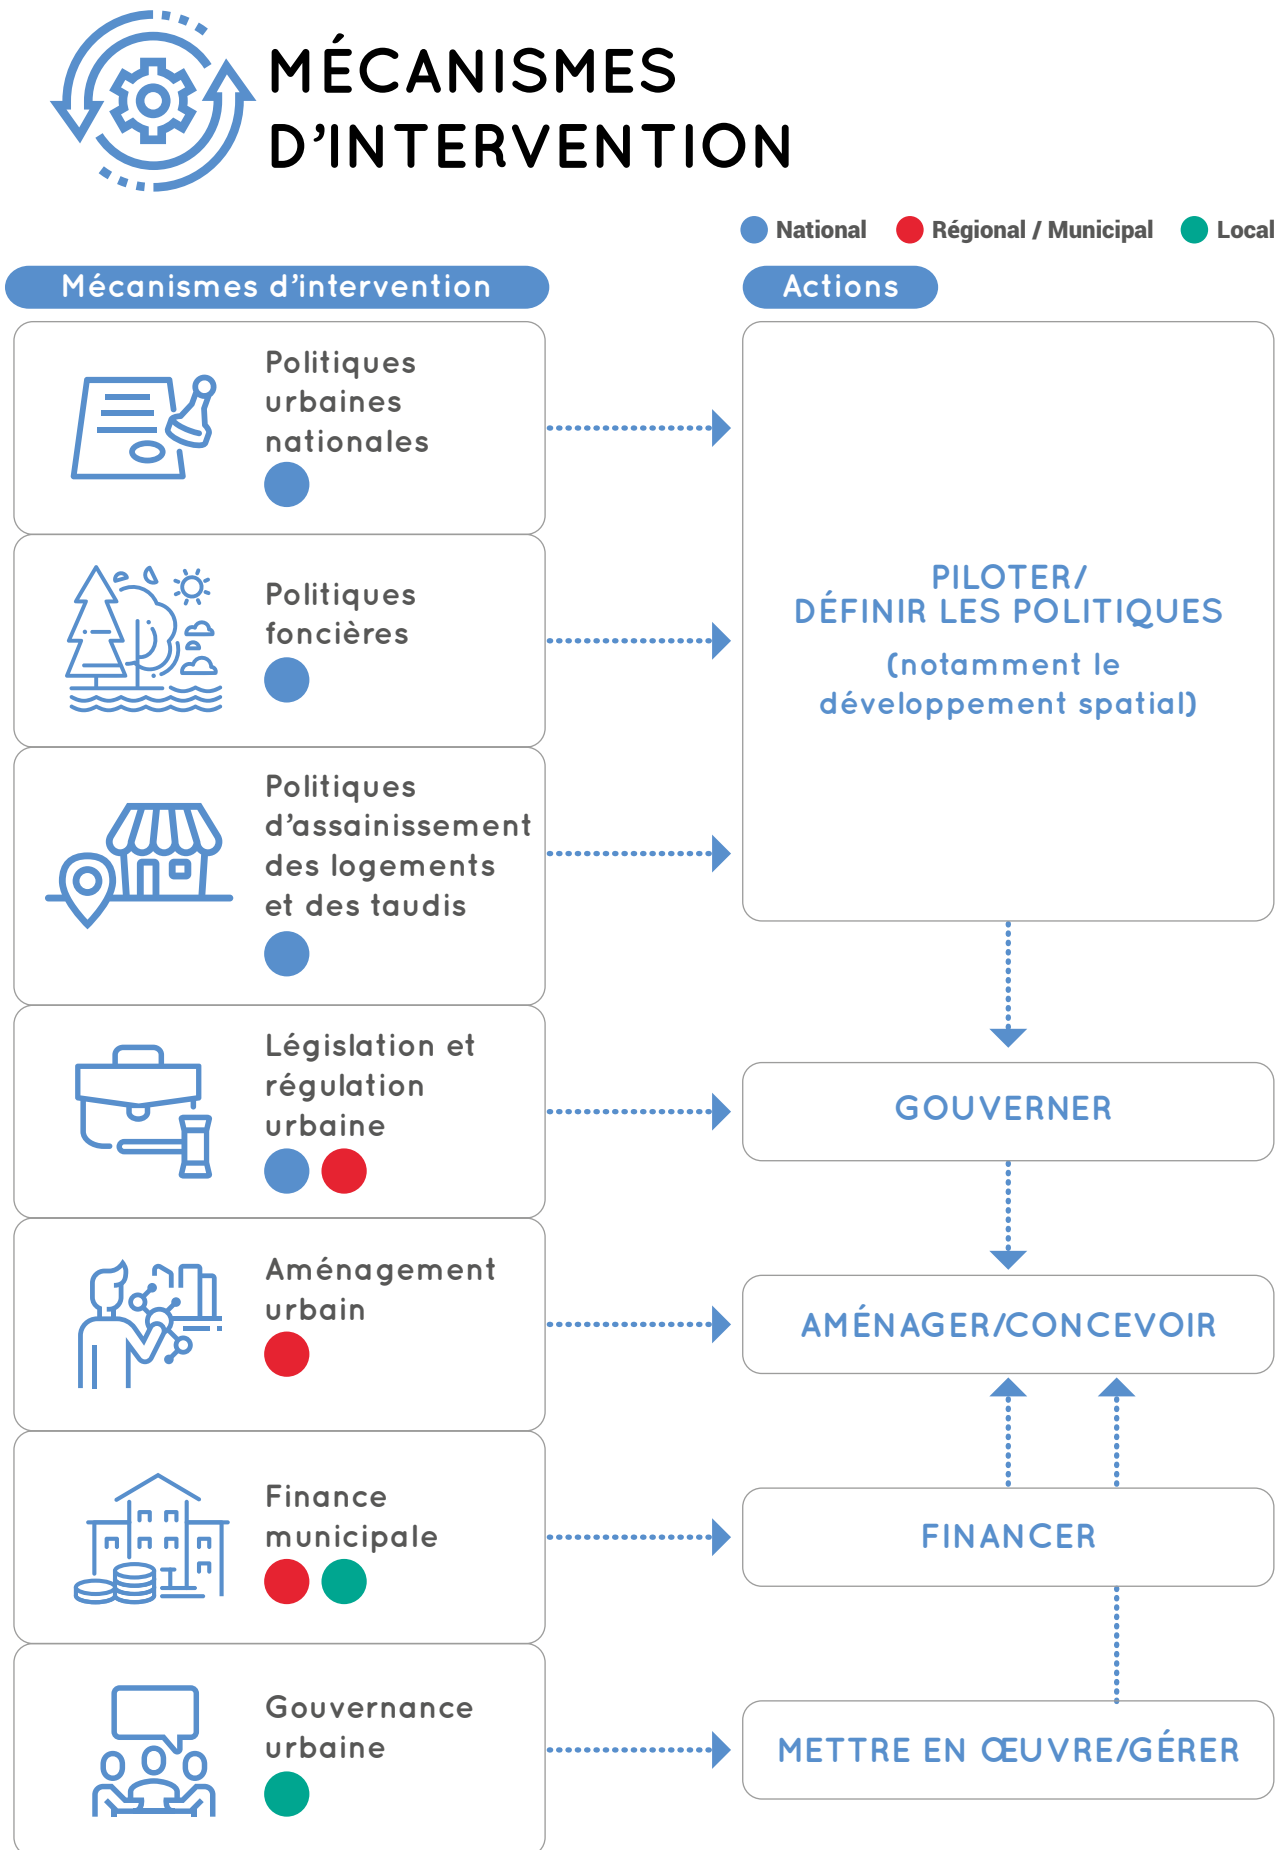 MÉCANISMES
D’INTERVENTION
National
Régional / Municipal
Local
Mécanismes d’intervention
Actions
Politiques
urbaines
nationales
Politiques
foncières
Politiques
d’assainissement
des logements
et des taudis
PILOTER/
DÉFINIR LES POLITIQUES
(notamment le
développement spatial)
Législation et
régulation
urbaine
GOUVERNER
Aménagement
urbain
AMÉNAGER/CONCEVOIR
Finance
municipale
FINANCER
Gouvernance
urbaine
METTRE EN ŒUVRE/GÉRER